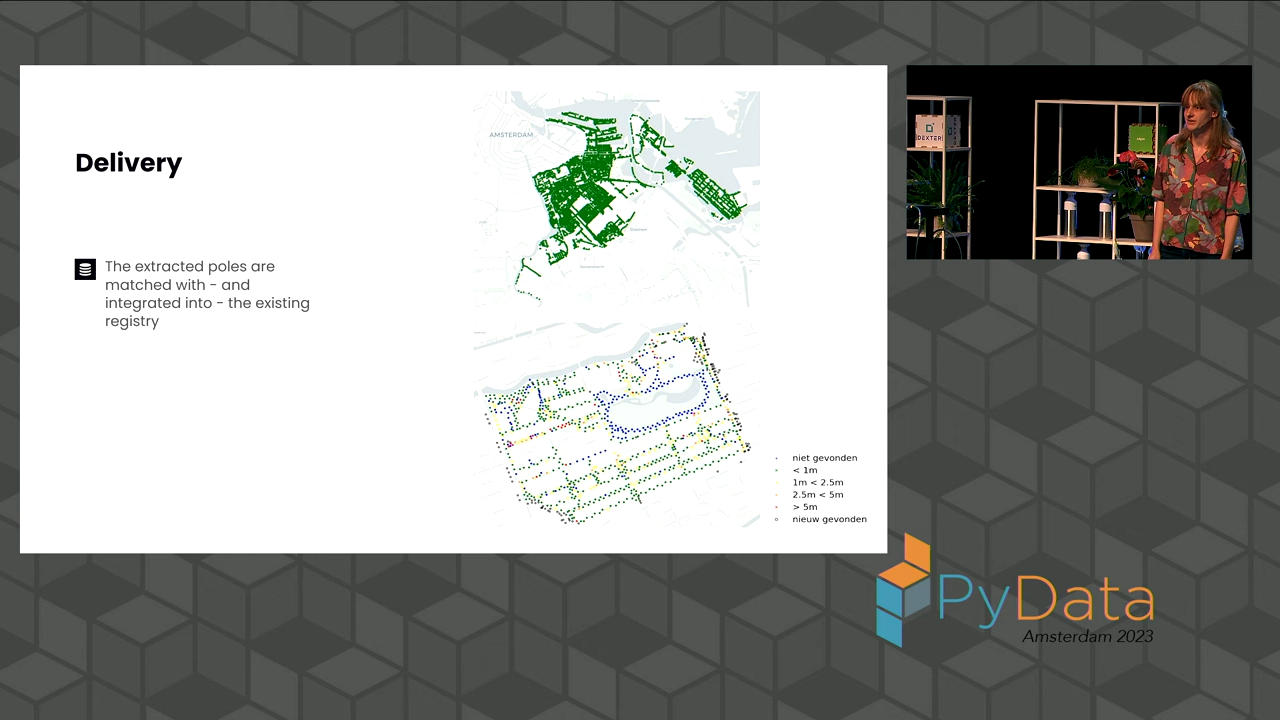 Delivery
The extracted poles are
matched with - and
integrated into - the existing
registry
AMSTERDAM
niet gevonden
< 1m
1m < 2.5m
2.5m < 5m
> 5m
nieuw gevonden
DEXTER
PyData
Amsterdam 2023